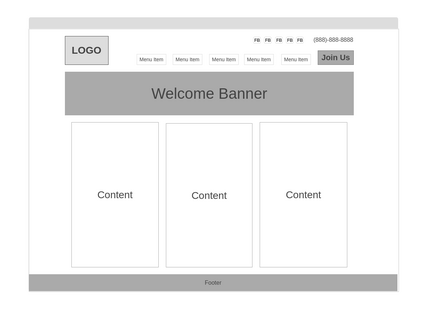 LOGO
FB FB FB FB FB (888)-888-8888
Menu Item Menu Item Menu Item Menu Item Menu Item Join Us
Welcome Banner
Content Content Content
Footer